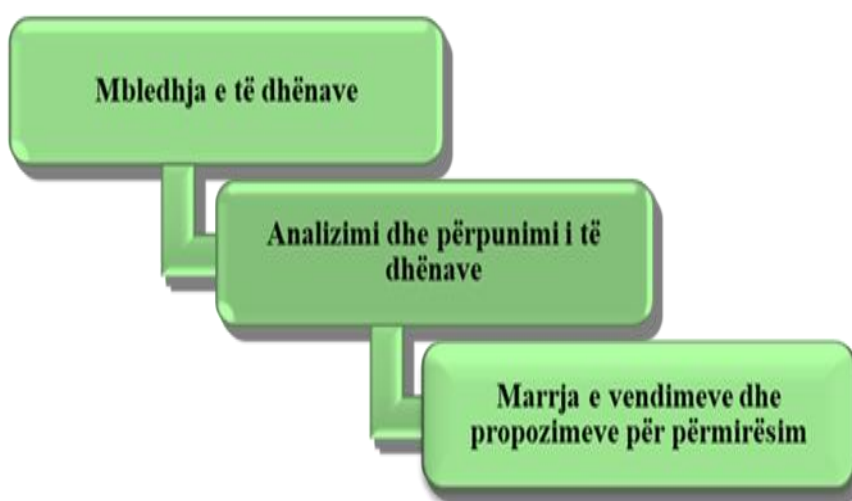 Mbledhja e të dhënave
Analizimi dhe përpunimi i të
dhënave
Marrja e vendimeve dhe
propozimeve për përmirësim